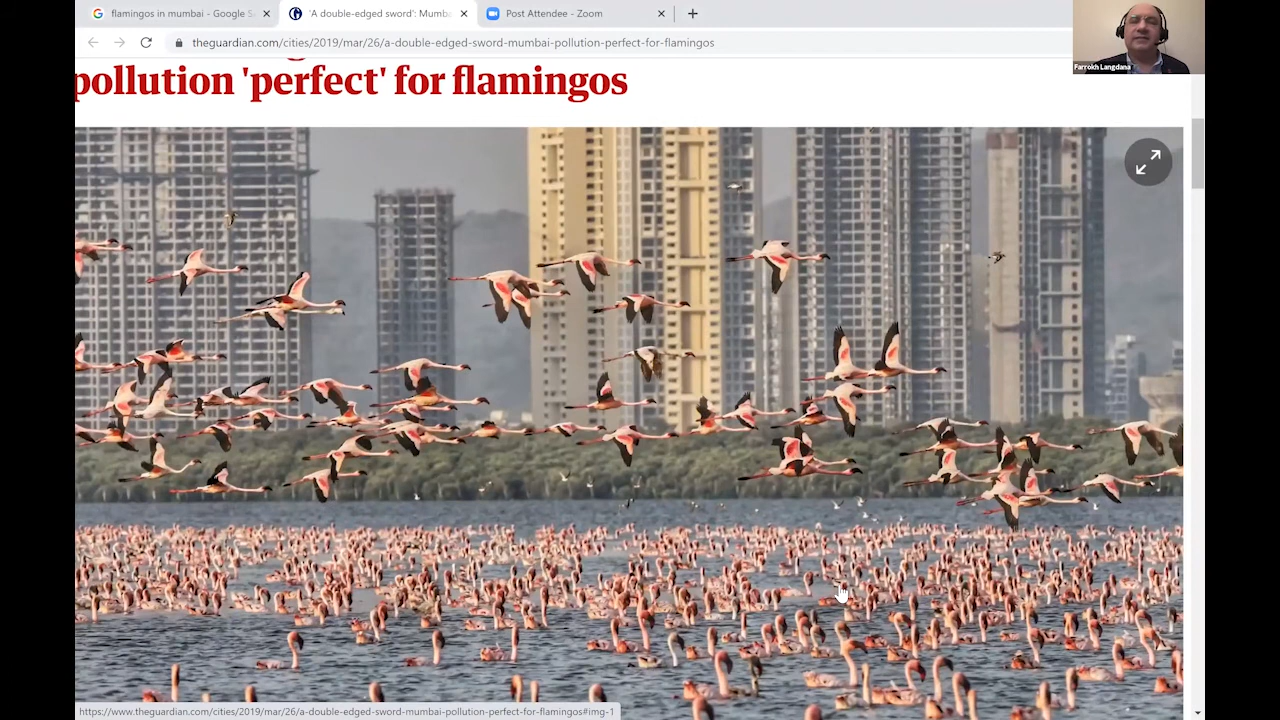 flamingos in mumbai - Google S
'A double-edged sword': Mumba
Post Attendee - Zoom
theguardian.com/cities/2019/mar/26/a-double-edged-sword-mumbai-pollution-perfect-for-flamingos
Farrokh Langdana
pollution 'perfect' for flamingos
https://www.theguardian.com/cities/2019/mar/26/a-double-edged-sword-mumbai-pollution-perfect-for-flamingos#img-1